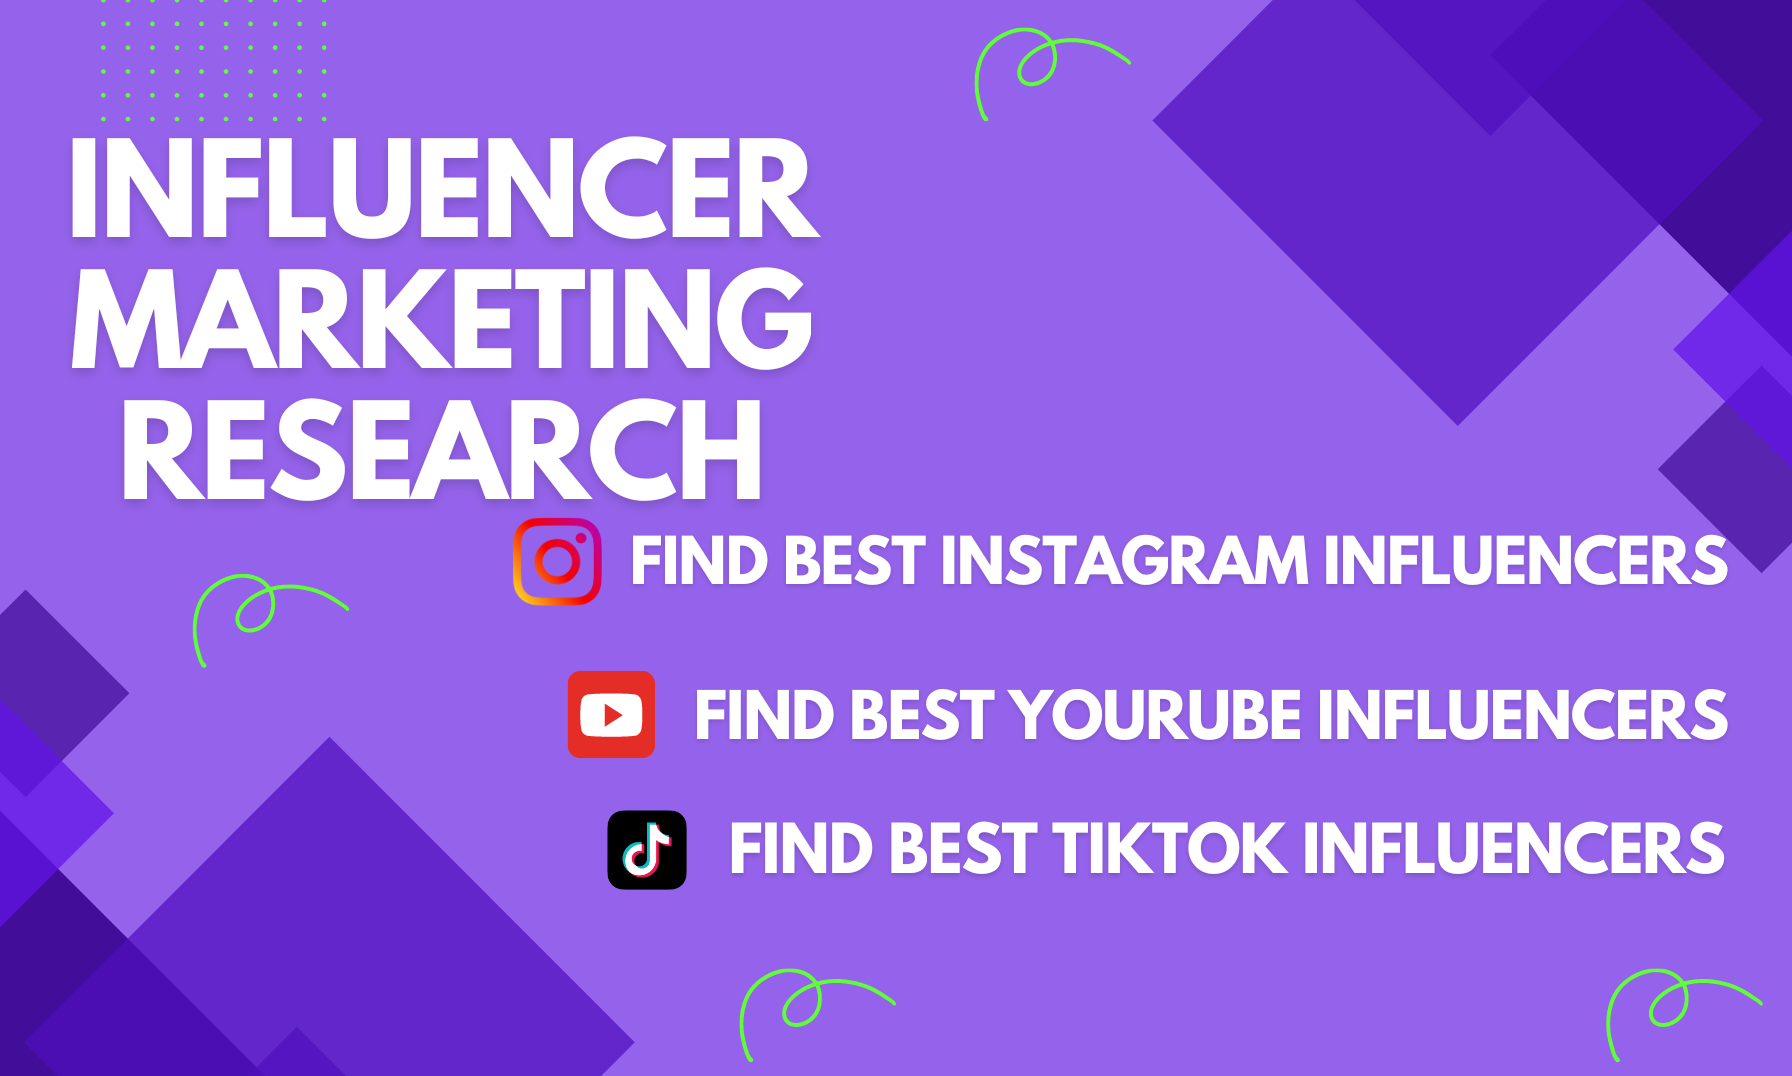 INFLUENCER
MARKETING
RESEARCH
FIND BEST INSTAGRAM INFLUENCERS
FIND BEST YOURUBE INFLUENCERS
FIND BEST TIKTOK INFLUENCERS